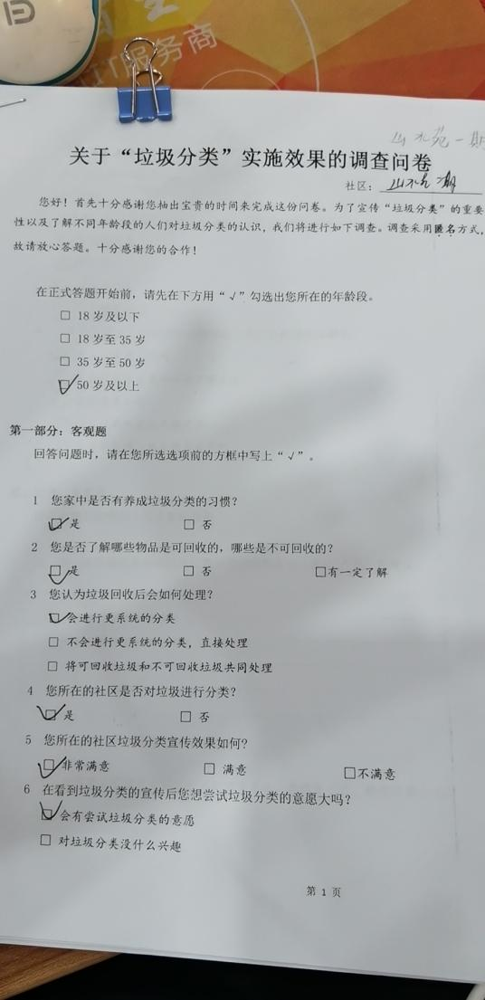 IT服务商
山水苑一期
关于“垃圾分类”实施效果的调查问卷
社区：
您好！首先十分感谢您抽出宝贵的时间来完成这份问卷。为了宣传“垃圾分类”的重要
性以及了解不同年龄段的人们对垃圾分类的认识，我们将进行如下调查。调查采用匿名方式，
故请放心答题。十分感谢您的合作！
在正式答题开始前，请先在下方用“√”勾选出您所在的年龄段。
□ 18 岁及以下
□ 18 岁至 35 岁
□ 35 岁至 50 岁
☑ 50 岁及以上
第一部分：客观题
回答问题时，请在您所选选项前的方框中写上“√”。
1 您家中是否有养成垃圾分类的习惯？
☑ 是 □ 否
2 您是否了解哪些物品是可回收的，哪些是不可回收的？
☑ 是 □ 否 □有一定了解
3 您认为垃圾回收后会如何处理？
☑ 会进行更系统的分类
□ 不会进行更系统的分类，直接处理
□ 将可回收垃圾和不可回收垃圾共同处理
4 您所在的社区是否对垃圾进行分类？
☑ 是 □ 否
5 您所在的社区垃圾分类宣传效果如何?
☑ 非常满意 □ 满意 □不满意
6 在看到垃圾分类的宣传后您想尝试垃圾分类的意愿大吗？
☑ 会有尝试垃圾分类的意愿
□ 对垃圾分类没什么兴趣
第 1 页